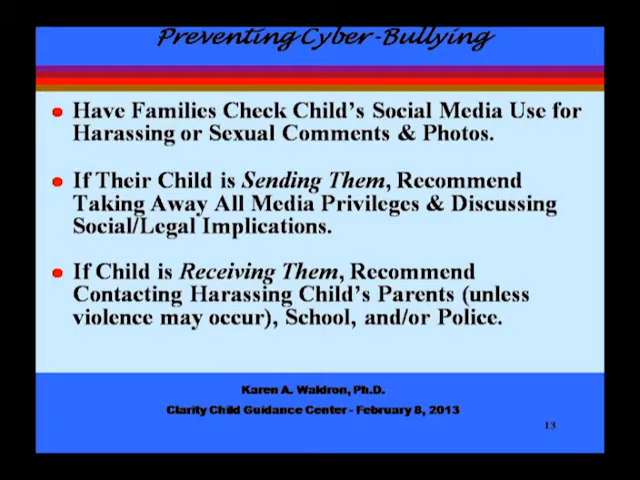 Preventing Cyber-Bullying
• Have Families Check Child's Social Media Use for
Harassing or Sexual Comments & Photos.
• If Their Child is Sending Them, Recommend
Taking Away All Media Privileges & Discussing
Social/Legal Implications.
• If Child is Receiving Them, Recommend
Contacting Harassing Child's Parents (unless
violence may occur), School, and/or Police.
Karen A. Waldron, Ph.D.
Clarity Child Guidance Center - February 8, 2013
13